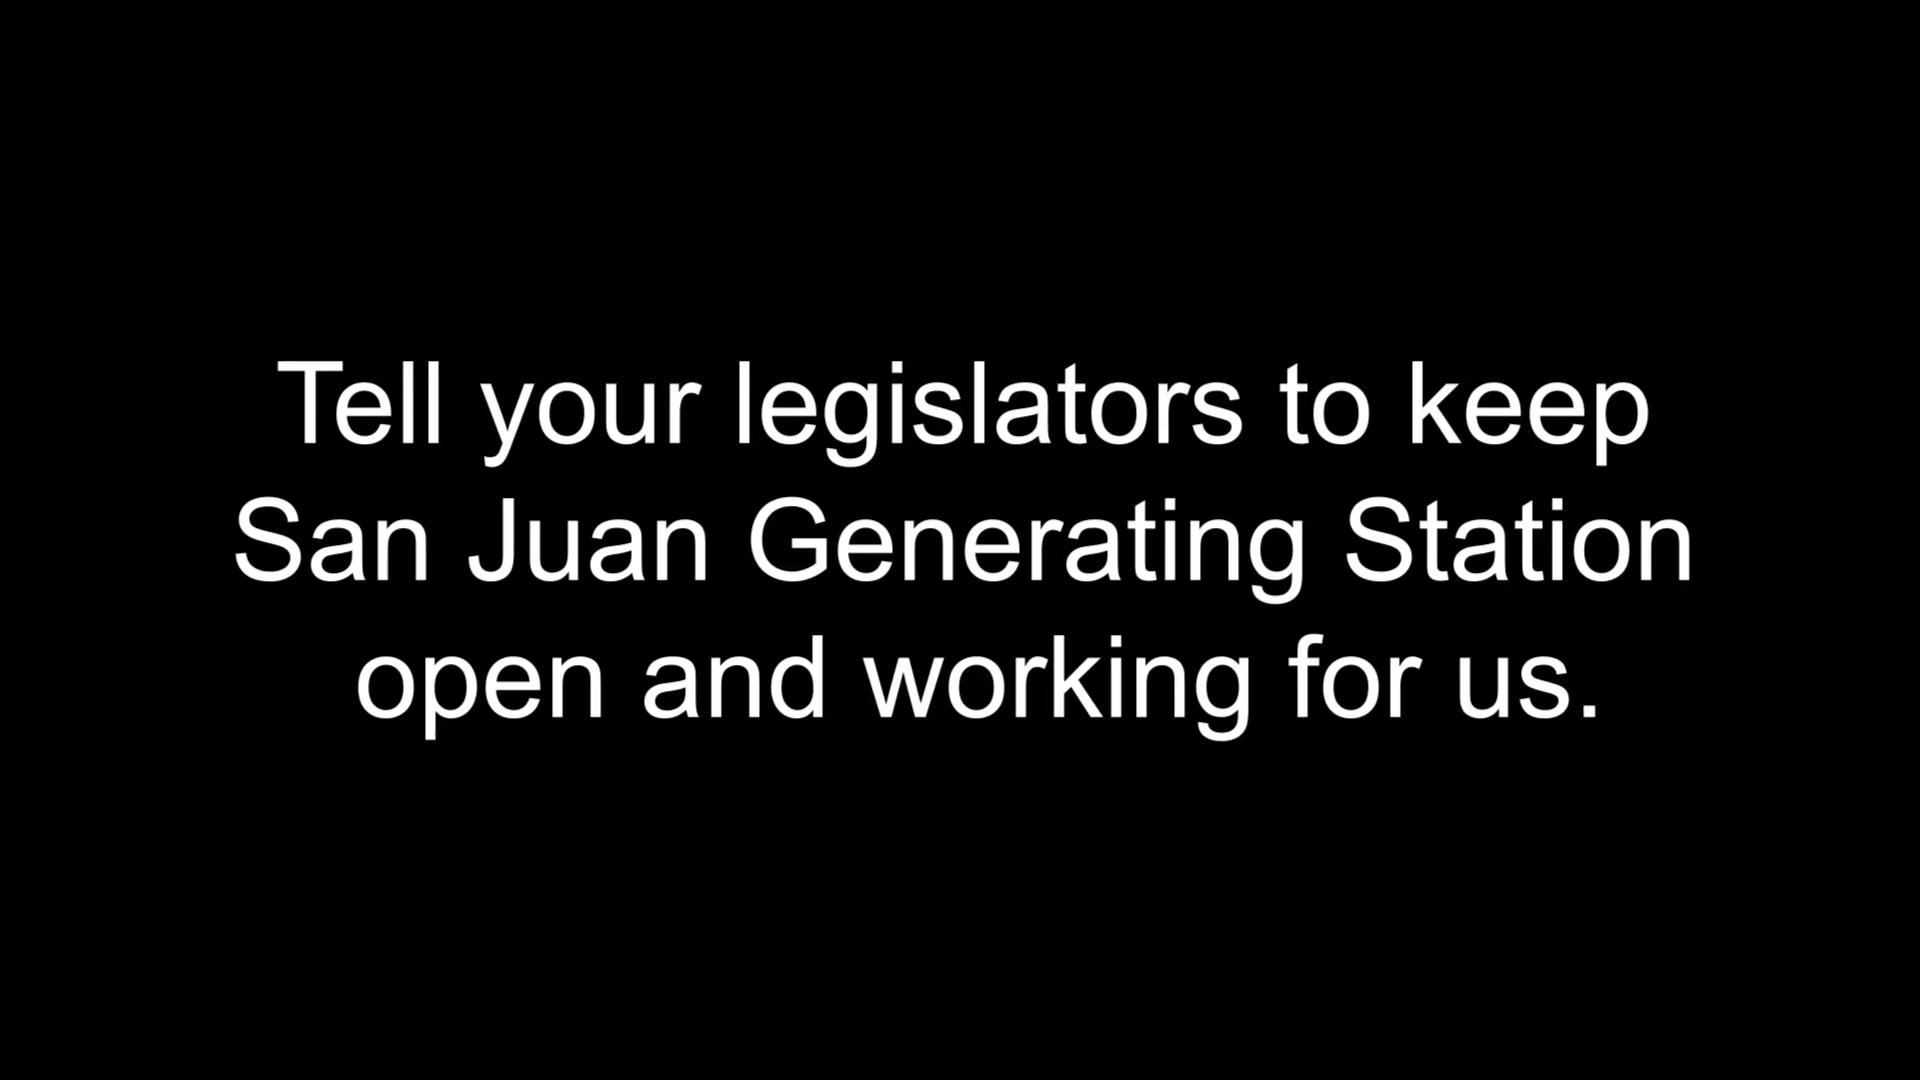 Tell your legislators to keep
San Juan Generating Station
open and working for us.